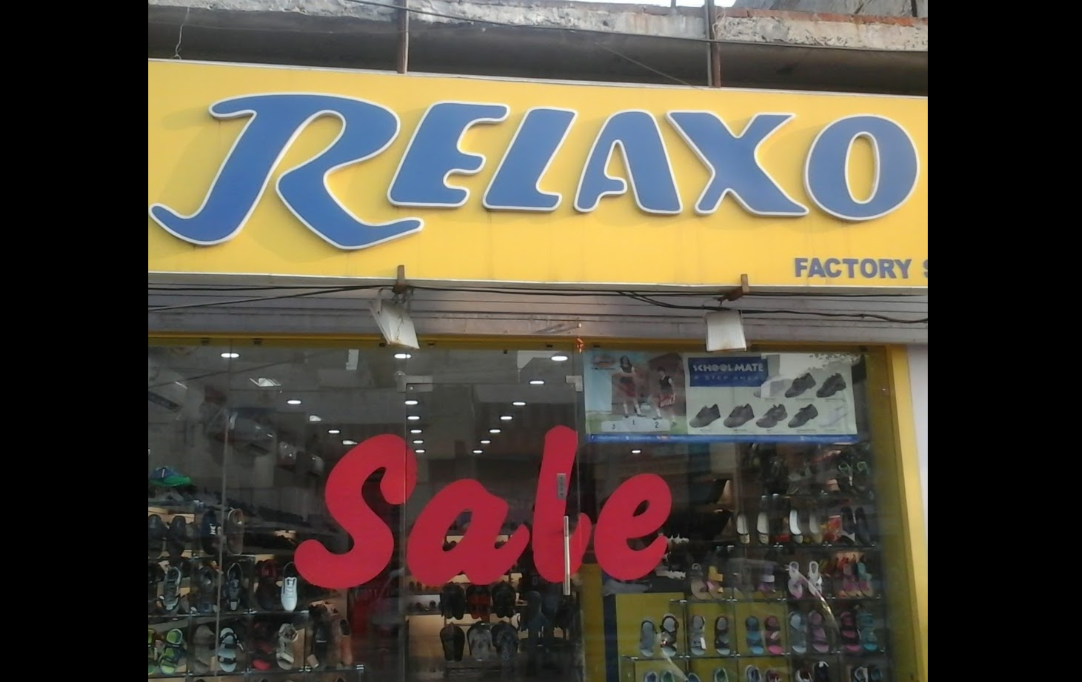 RELAXO
FACTORY
SCHOOLMATE
Sale